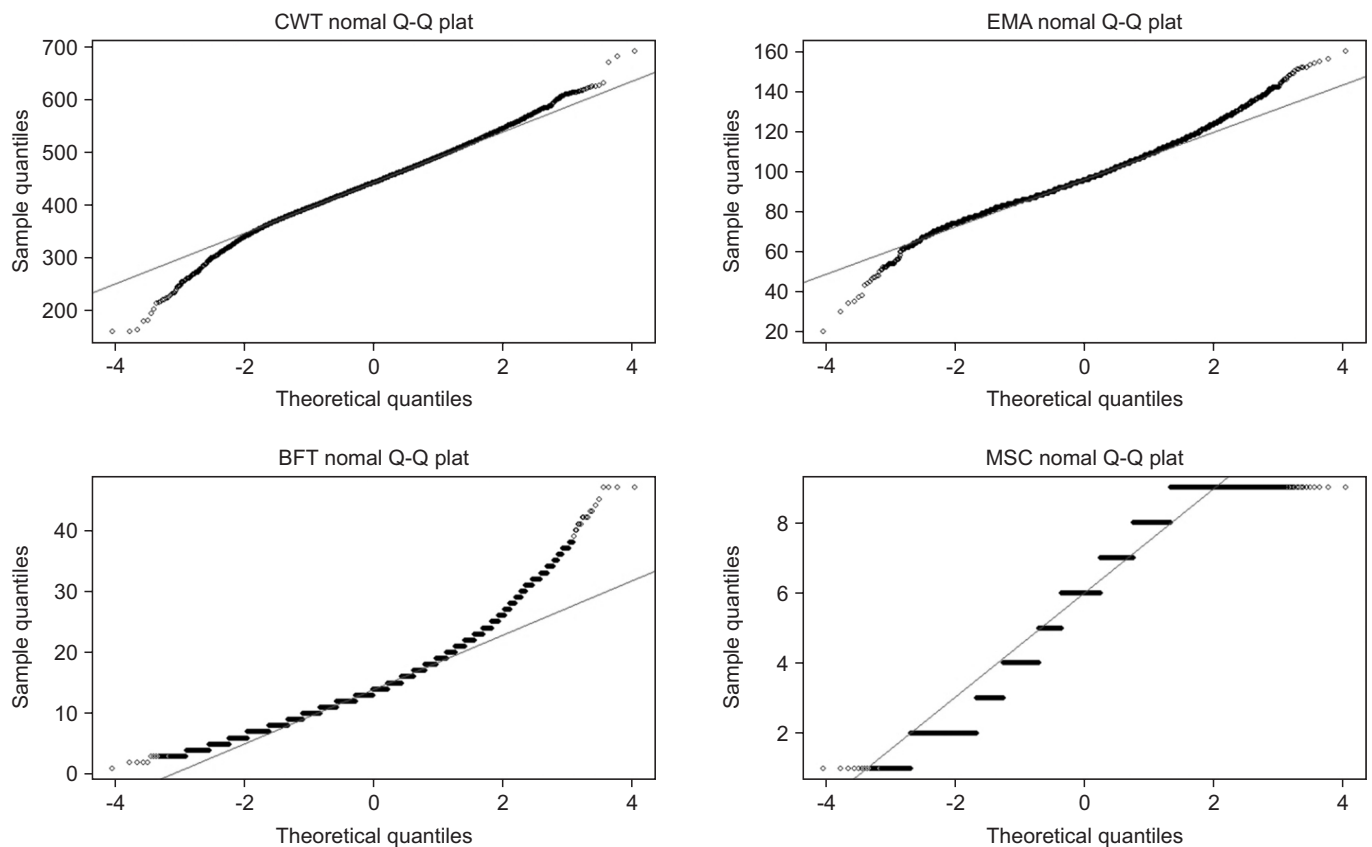 CWT nomal Q-Q plat
700
600
500
400
300
200
Sample quantiles
-4 -2 0 2 4
Theoretical quantiles
EMA nomal Q-Q plat
160
140
120
100
80
60
40
20
Sample quantiles
-4 -2 0 2 4
Theoretical quantiles
BFT nomal Q-Q plat
40
30
20
10
0
Sample quantiles
-4 -2 0 2 4
Theoretical quantiles
MSC nomal Q-Q plat
8
6
4
2
Sample quantiles
-4 -2 0 2 4
Theoretical quantiles